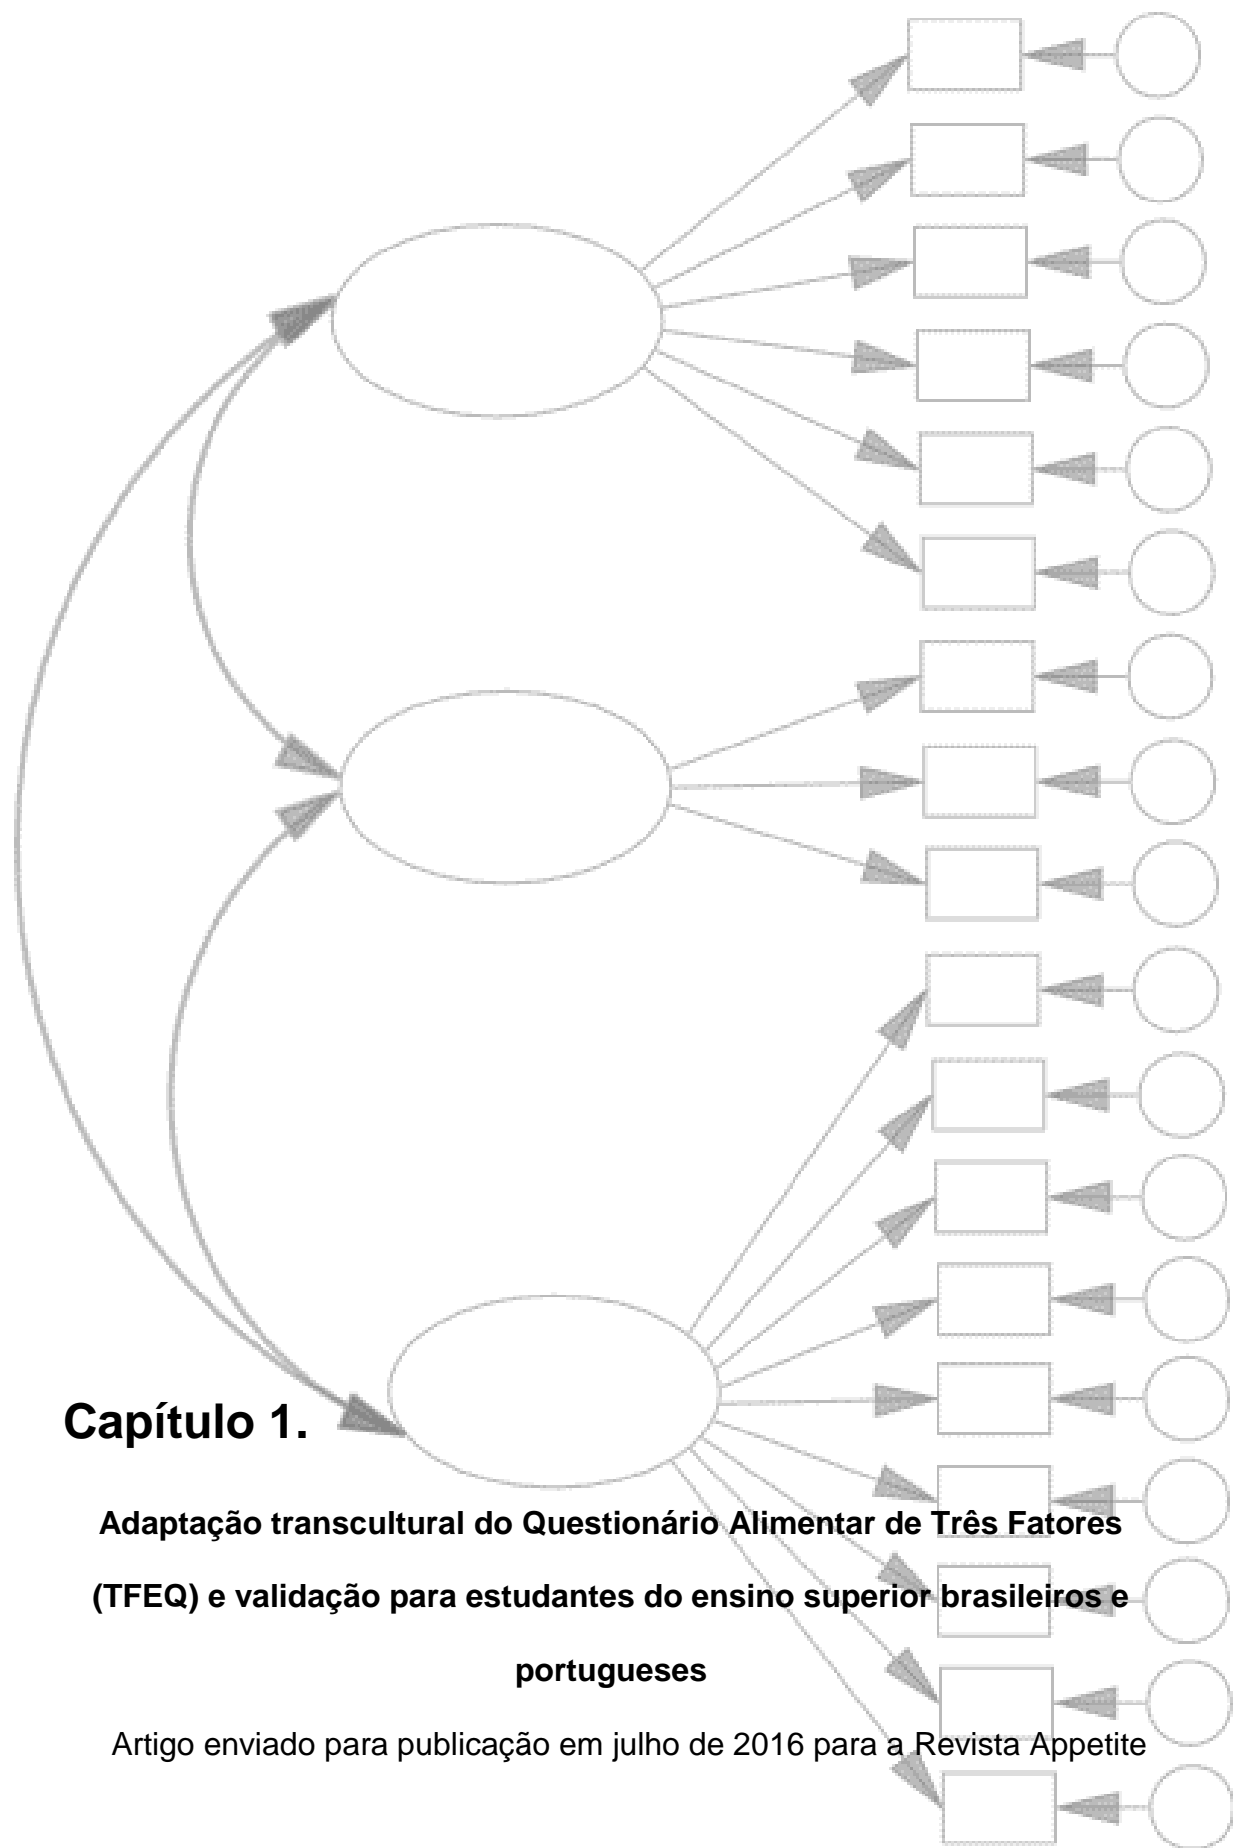 Capítulo 1.
Adaptação transcultural do Questionário Alimentar de Três Fatores
(TFEQ) e validação para estudantes do ensino superior brasileiros e
portugueses
Artigo enviado para publicação em julho de 2016 para a Revista Appetite